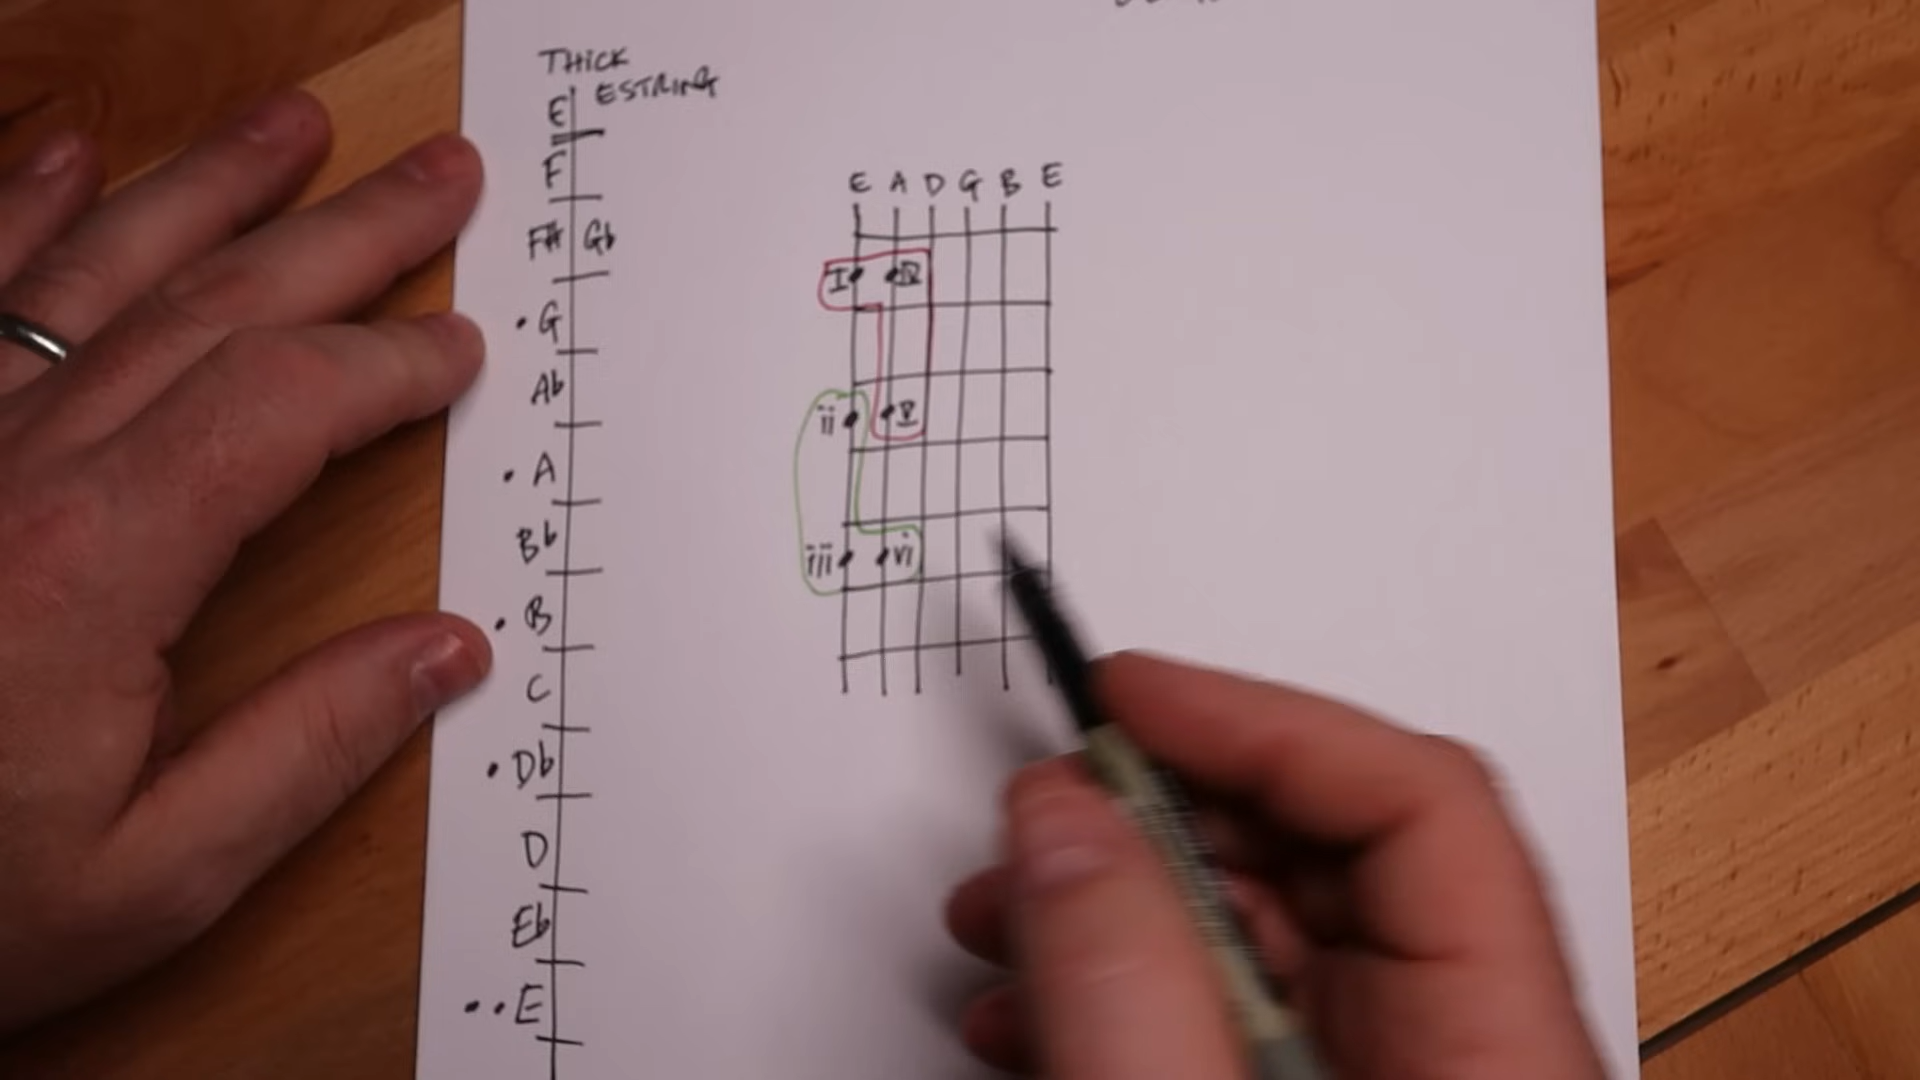 THICK
E STRING
E
F
F# Gb
• G
Ab
• A
Bb
• B
C
• Db
D
Eb
•• E
E A D G B E
I IV
ii V
iii vi